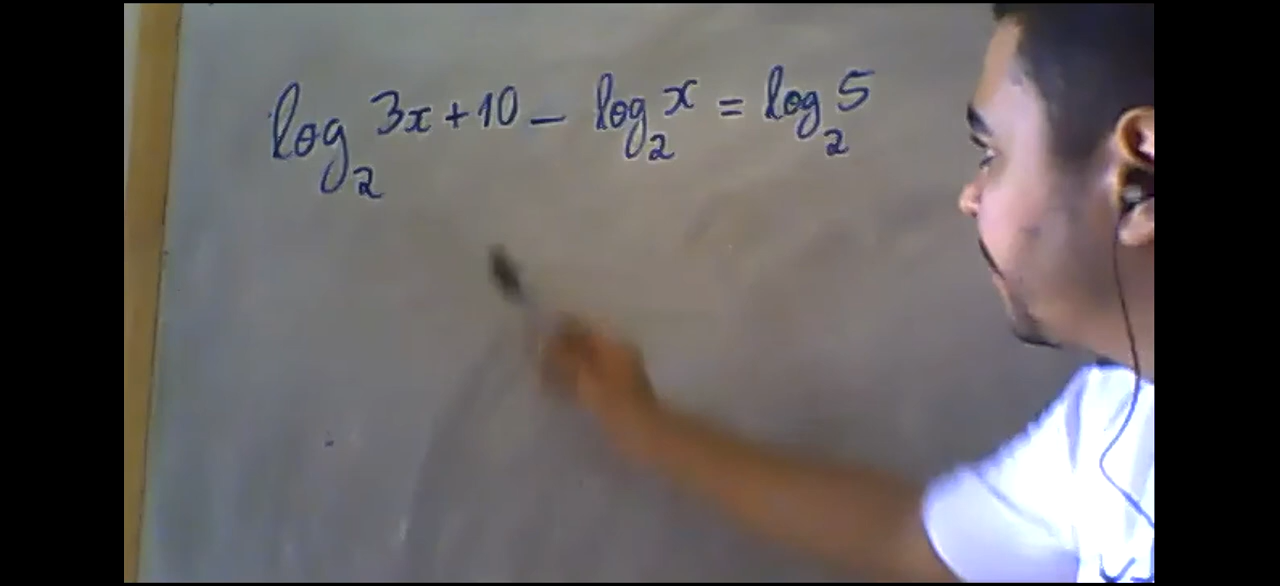 log₂ 3x + 10 - log₂ x = log₂ 5